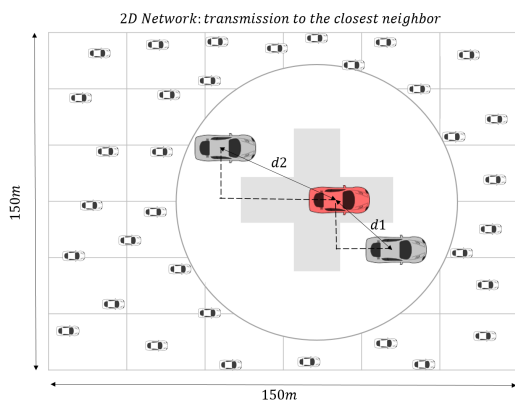 2D Network: transmission to the closest neighbor
d2
d1
150m
150m